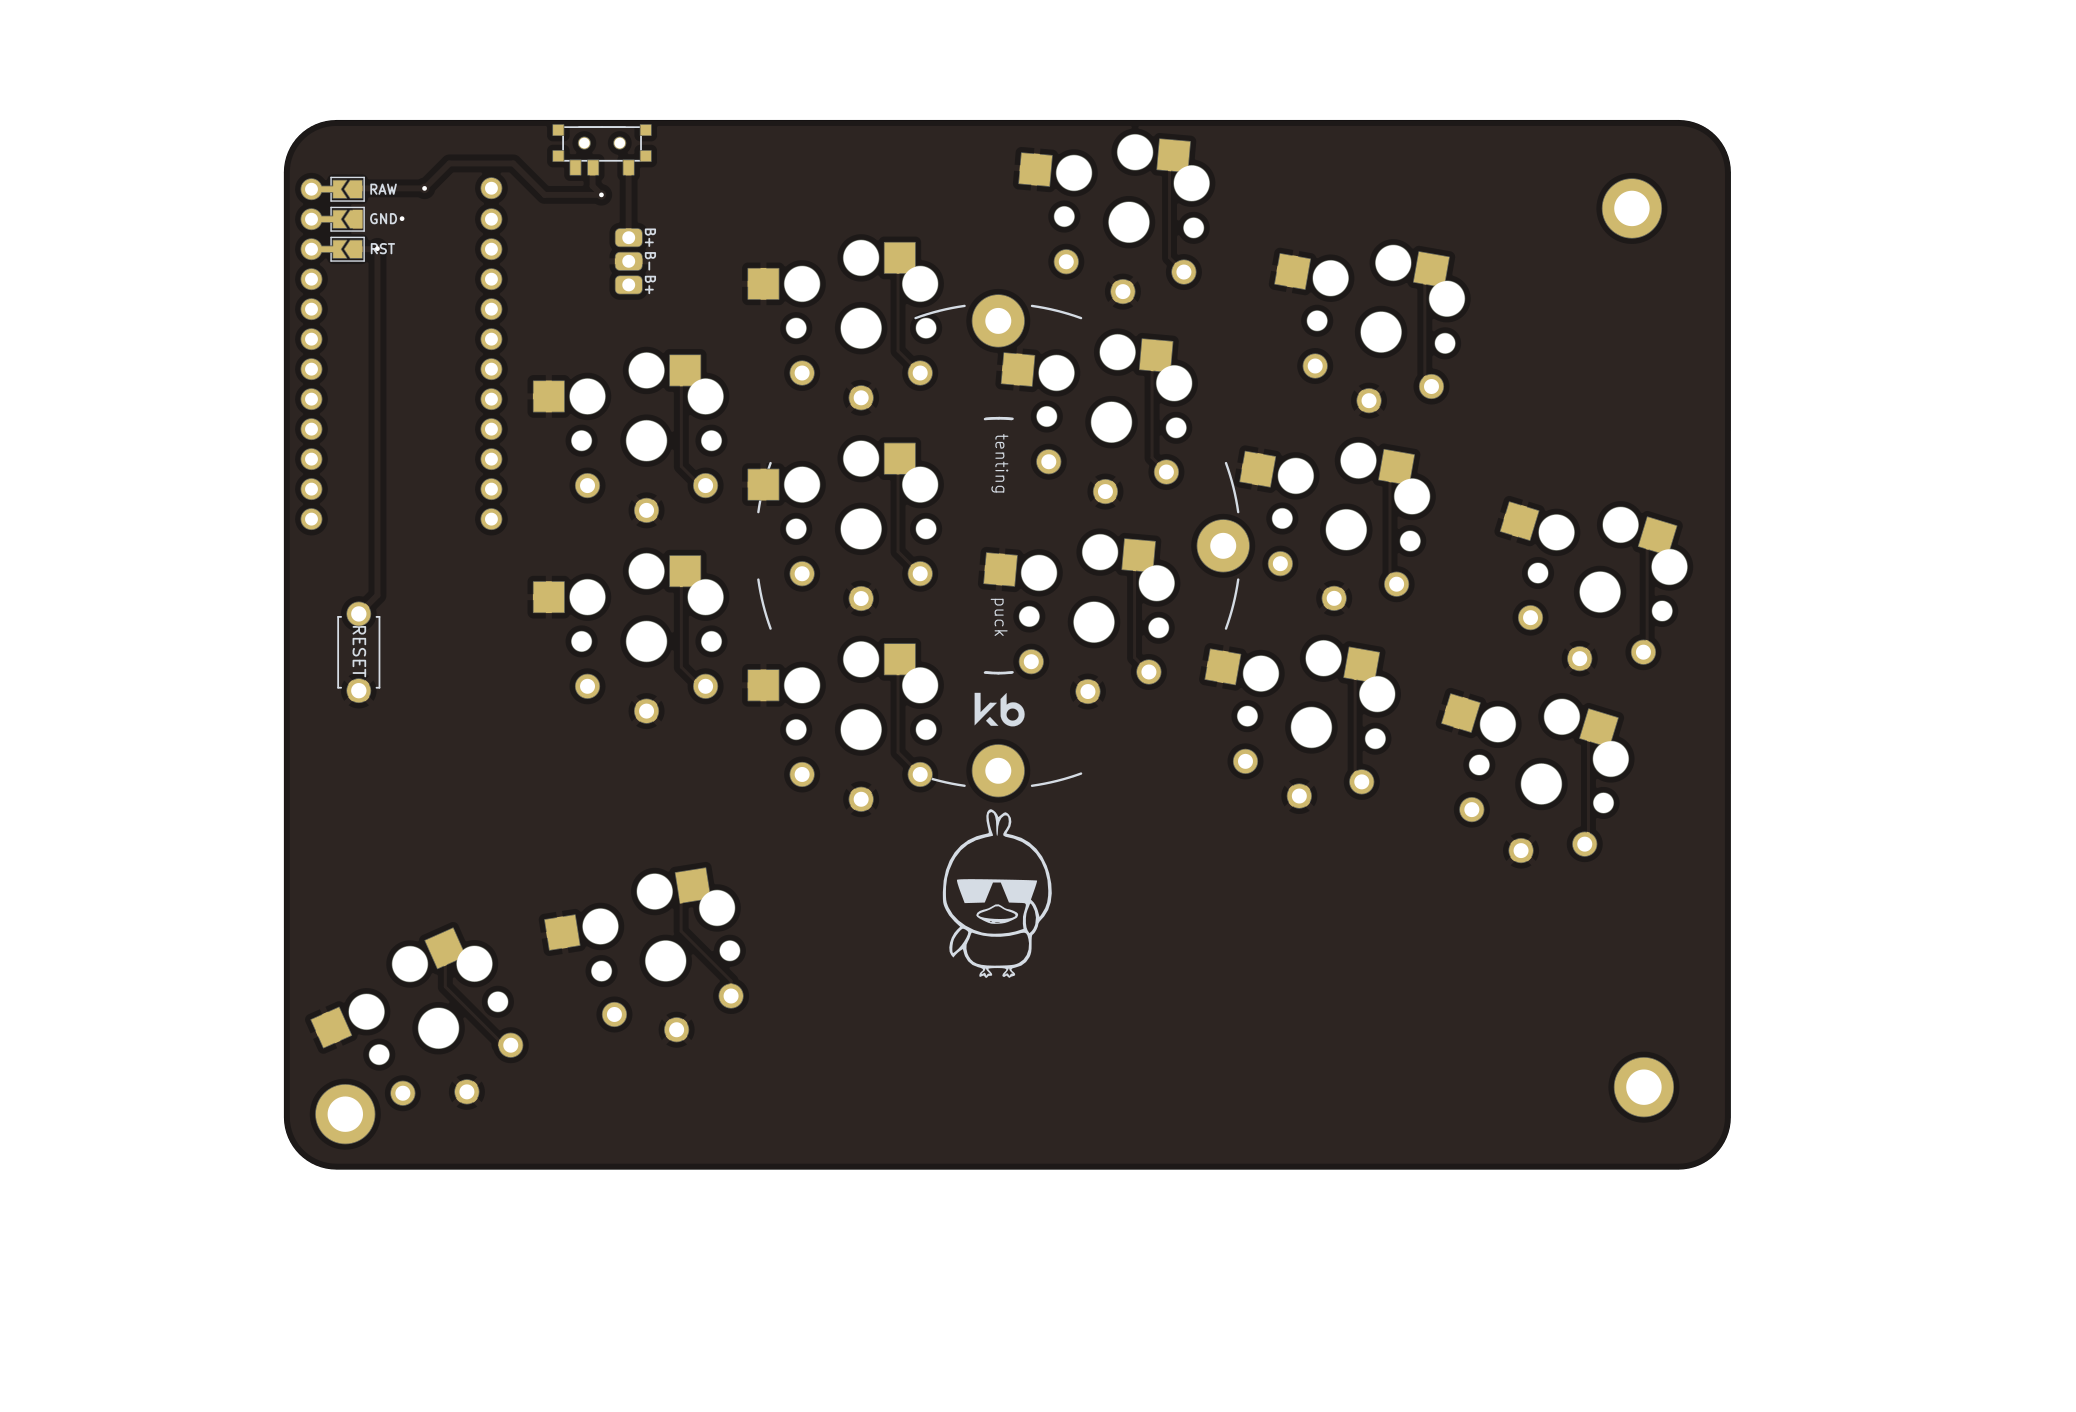 RAW
GND
RST
B+
B-
B+
RESET
tenting
puck
kb